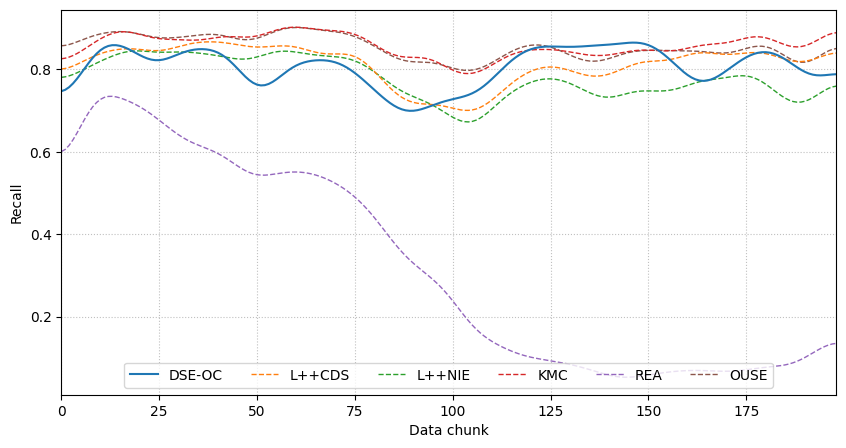 Recall
0.8
0.6
0.4
0.2
DSE-OC L++CDS L++NIE KMC REA OUSE
0 25 50 75 100 125 150 175
Data chunk